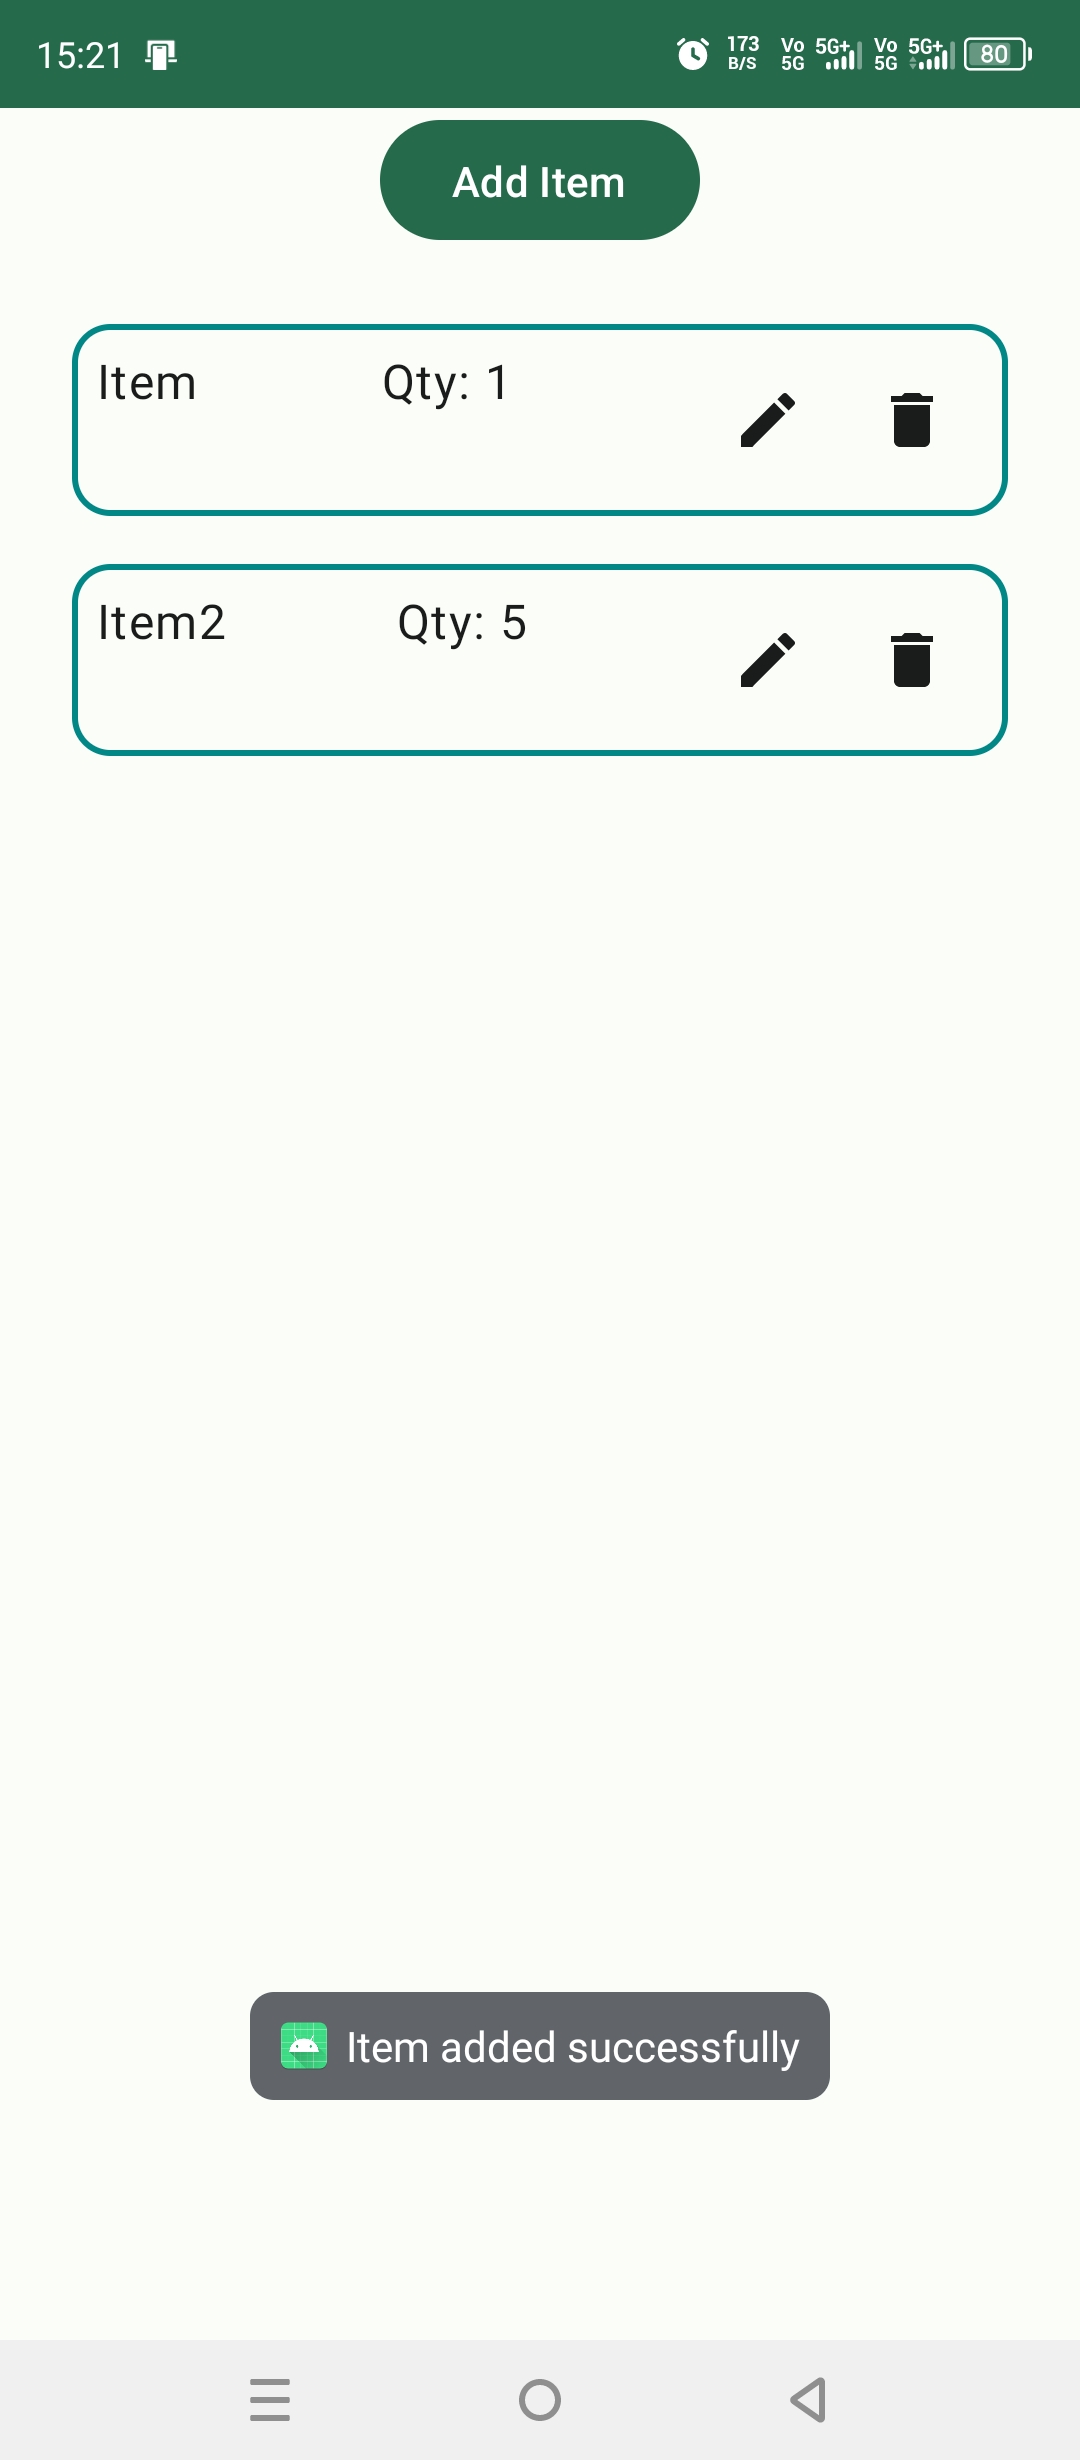 15:21 173 B/S Vo 5G 5G+ Vo 5G 5G+ 80
Add Item
Item Qty: 1
Item2 Qty: 5
Item added successfully